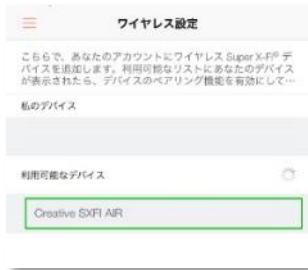 ワイヤレス設定
こちらで、あなたのアカウントにワイヤレス Super X-Fi® デ
バイスを追加します。利用可能なリストにあなたのデバイス
が表示されたら、デバイスのペアリング機能を有効にして…
私のデバイス
利用可能なデバイス
Creative SXFI AIR